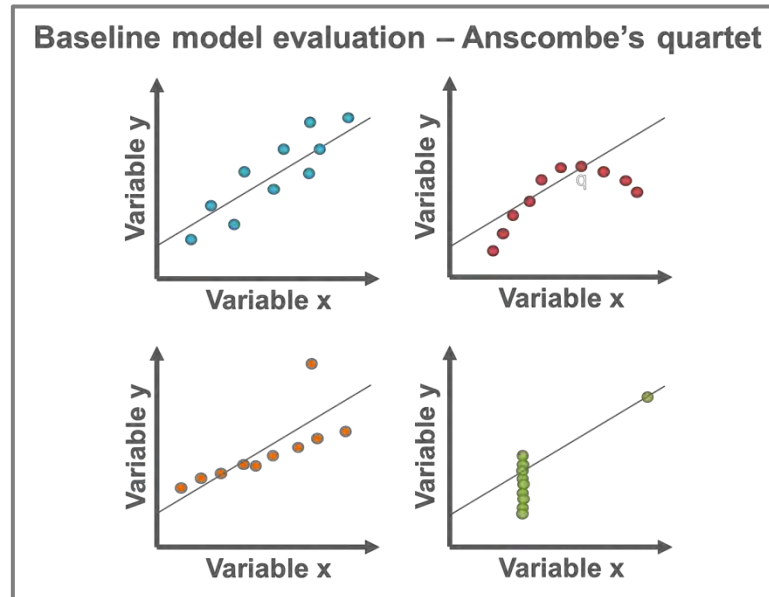 Baseline model evaluation – Anscombe's quartet
Variable y
Variable x
Variable y
q
Variable x
Variable y
Variable x
Variable y
Variable x